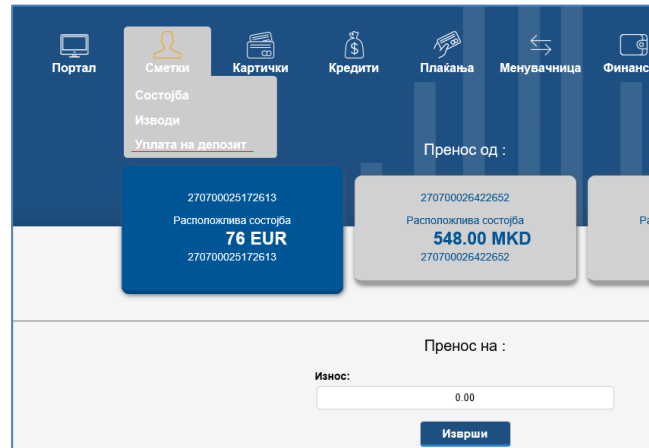 Портал Сметки Картички Кредити Плаќања Менувачница Финанс
Состојба
Изводи
Уплата на депозит
Пренос од :
270700025172613 270700026422652
Расположлива состојба Расположлива состојба Ра
76 EUR 548.00 MKD
270700025172613 270700026422652
Пренос на :
Износ:
0.00
Изврши